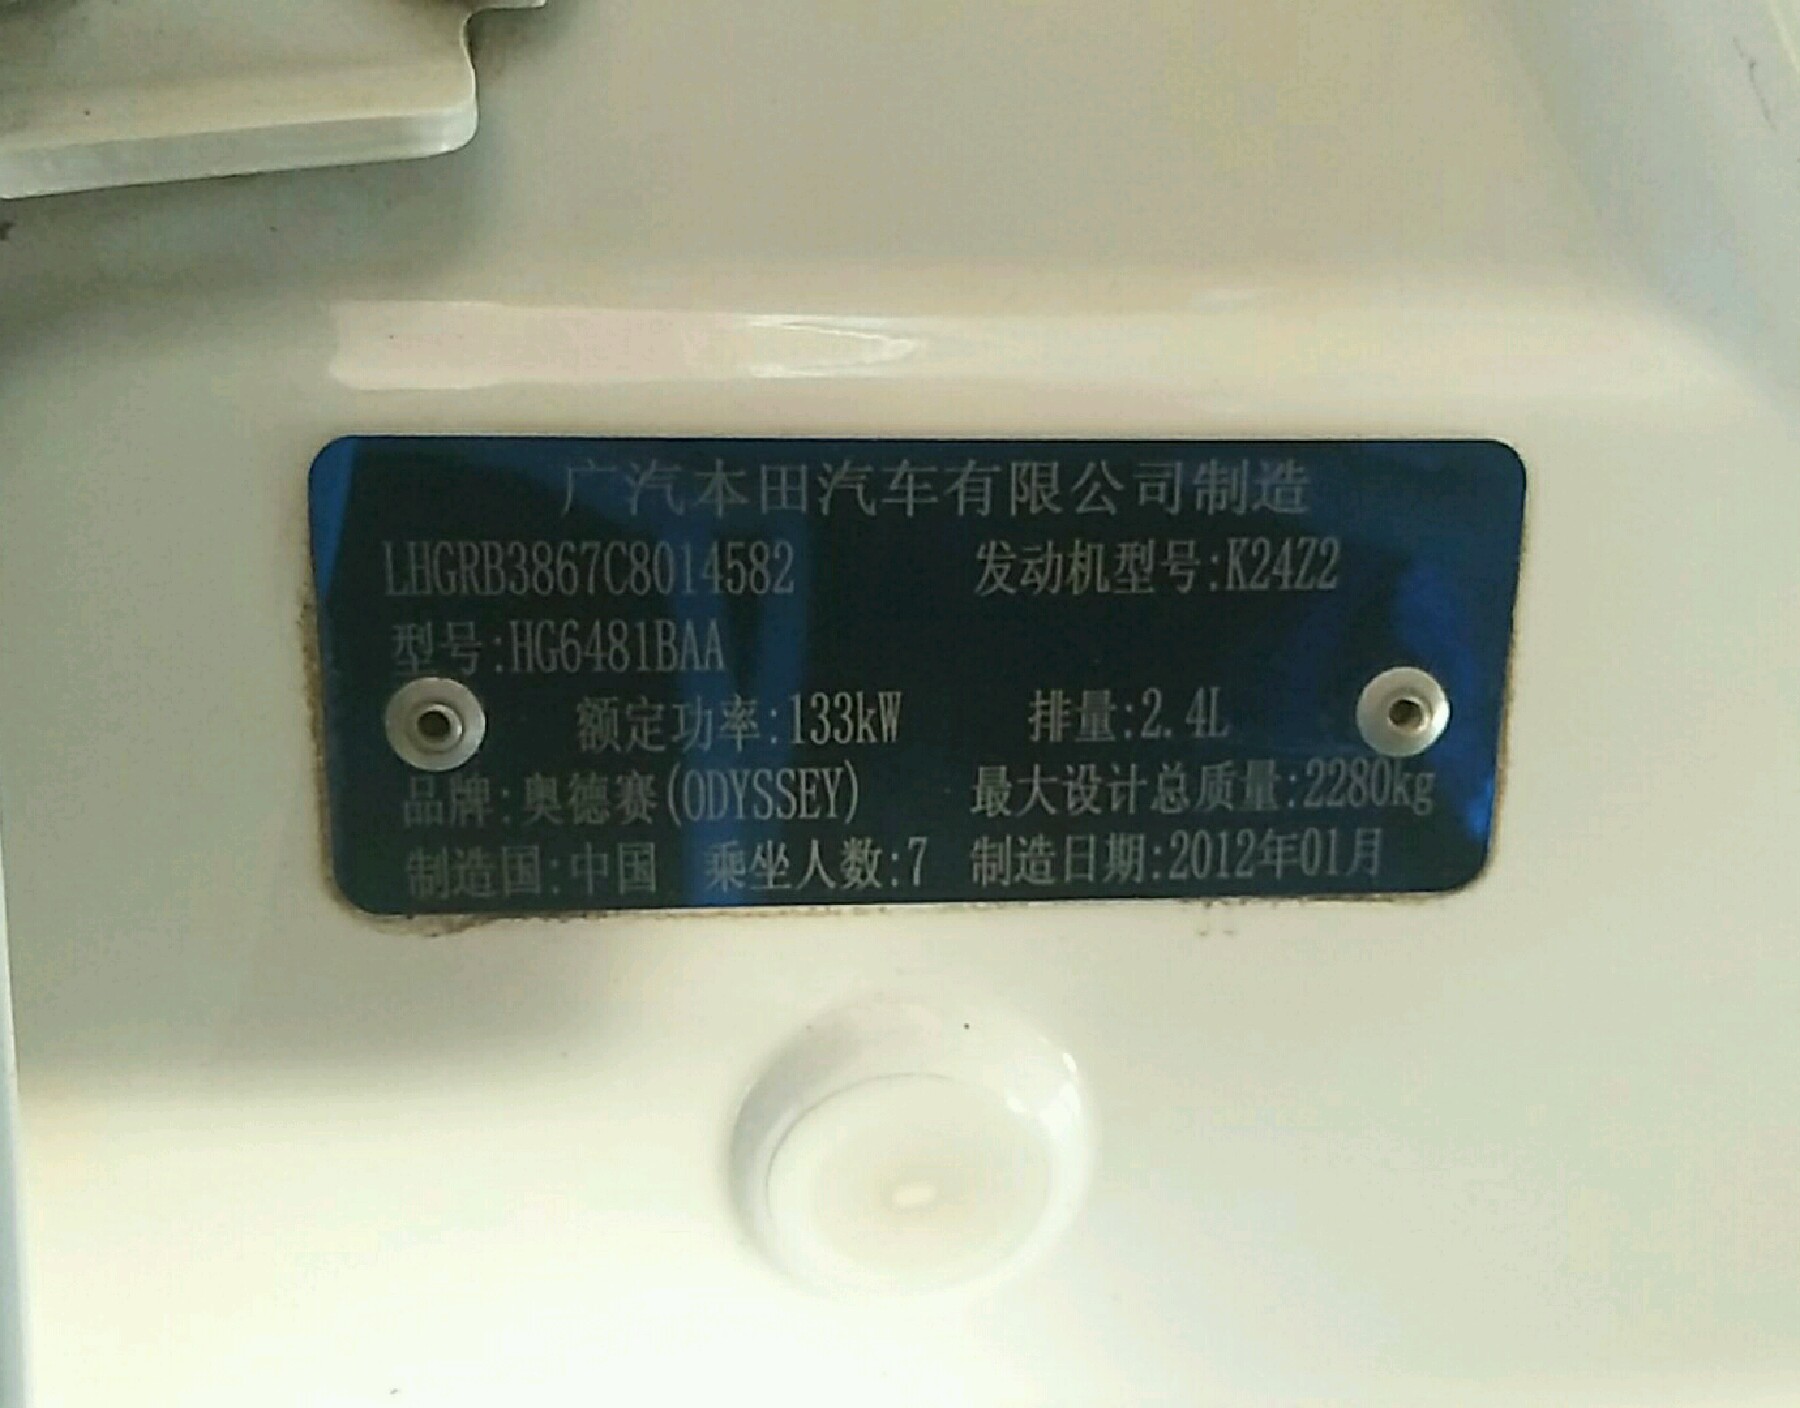 广汽本田汽车有限公司制造
LHGRB3867C8014582 发动机型号:K24Z2
型号:HG6481BAA
额定功率:133kW 排量:2.4L
品牌:奥德赛(ODYSSEY) 最大设计总质量:2280kg
制造国:中国 乘坐人数:7 制造日期:2012年01月